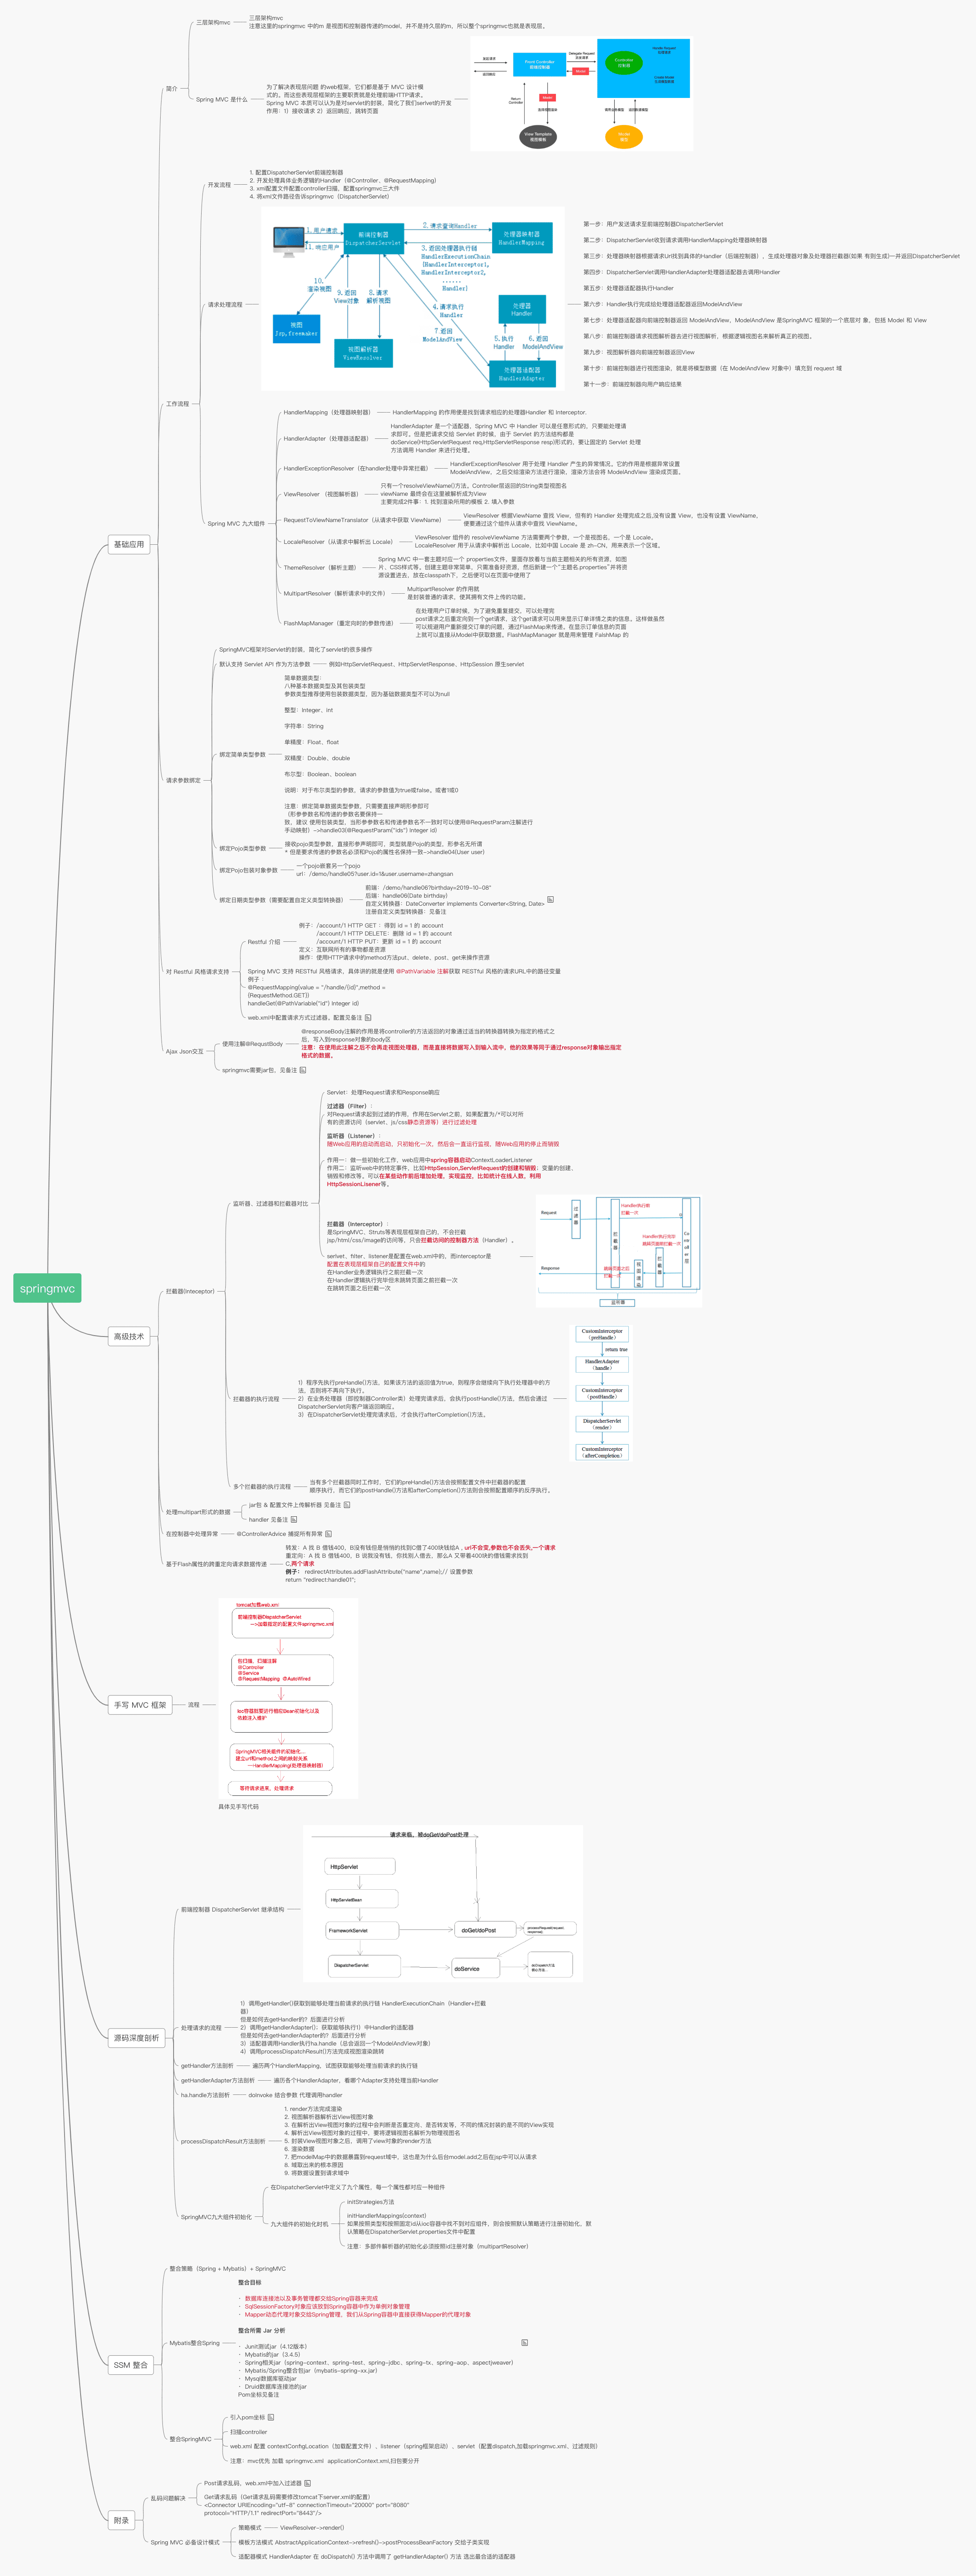 springmvc
基础应用
简介
三层架构mvc
三层架构mvc
注意这里的springmvc 中的m 是视图和控制器传递的model，并不是持久层的m，所以整个springmvc也就是表现层。
Spring MVC 是什么
为了解决表现层问题 的web框架，它们都是基于 MVC 设计模
式的。而这些表现层框架的主要职责就是处理前端HTTP请求。
Spring MVC 本质可以认为是对servlet的封装，简化了我们serlvet的开发
作用：1）接收请求 2）返回响应，跳转页面
Front Controller
前端控制器
Controller
控制器
View Template
Model
工作流程
开发流程
1. 配置DispatcherServlet前端控制器
2. 开发处理具体业务逻辑的Handler（@Controller、@RequestMapping）
3. xml配置文件配置controller扫描，配置springmvc三大件
4. 将xml文件路径告诉springmvc（DispatcherServlet）
请求处理流程
1.用户请求
11.响应用户
前端控制器
DispatcherServlet
2.请求查询Handler
处理器映射器
HandlerMapping
3.返回处理器执行链
HandlerExecutionChain
(HandlerInterceptor1,
HandlerInterceptor2,
......
Handler)
10.
渲染视图
9.返回
View对象
8.请求
解析视图
4.请求执行
Handler
7.返回
ModelAndView
处理器
Handler
5.执行
Handler
6.返回
ModelAndView
视图
Jsp,freemaker
视图解析器
ViewResolver
处理器适配器
HandlerAdapter
第一步：用户发送请求至前端控制器DispatcherServlet
第二步：DispatcherServlet收到请求调用HandlerMapping处理器映射器
第三步：处理器映射器根据请求Url找到具体的Handler（后端控制器），生成处理器对象及处理器拦截器(如果 有则生成)一并返回DispatcherServlet
第四步：DispatcherServlet调用HandlerAdapter处理器适配器去调用Handler
第五步：处理器适配器执行Handler
第六步：Handler执行完成给处理器适配器返回ModelAndView
第七步：处理器适配器向前端控制器返回 ModelAndView，ModelAndView 是SpringMVC 框架的一个底层对 象，包括 Model 和 View
第八步：前端控制器请求视图解析器去进行视图解析，根据逻辑视图名来解析真正的视图。
第九步：视图解析器向前端控制器返回View
第十步：前端控制器进行视图渲染，就是将模型数据（在 ModelAndView 对象中）填充到 request 域
第十一步：前端控制器向用户响应结果
Spring MVC 九大组件
HandlerMapping（处理器映射器）
HandlerMapping 的作用便是找到请求相应的处理器Handler 和 Interceptor.
HandlerAdapter（处理器适配器）
HandlerAdapter 是一个适配器。Spring MVC 中 Handler 可以是任意形式的，只要能处理请
求即可。但是把请求交给 Servlet 的时候，由于 Servlet 的方法结构都是
doService(HttpServletRequest req,HttpServletResponse resp)形式的，要让固定的 Servlet 处理
方法调用 Handler 来进行处理。
HandlerExceptionResolver（在handler处理中异常拦截）
HandlerExceptionResolver 用于处理 Handler 产生的异常情况。它的作用是根据异常设置
ModelAndView，之后交给渲染方法进行渲染，渲染方法会将 ModelAndView 渲染成页面。
ViewResolver （视图解析器）
只有一个resolveViewName()方法。Controller层返回的String类型视图名
viewName 最终会在这里被解析成为View
主要完成2件事：1. 找到渲染所用的模板 2. 填入参数
RequestToViewNameTranslator（从请求中获取 ViewName）
ViewResolver 根据ViewName 查找 View，但有的 Handler 处理完成之后,没有设置 View，也没有设置 ViewName，
便要通过这个组件从请求中查找 ViewName。
LocaleResolver（从请求中解析出 Locale）
ViewResolver 组件的 resolveViewName 方法需要两个参数，一个是视图名，一个是 Locale。
LocaleResolver 用于从请求中解析出 Locale，比如中国 Locale 是 zh-CN，用来表示一个区域。
ThemeResolver（解析主题）
Spring MVC 中一套主题对应一个 properties文件，里面存放着与当前主题相关的所有资源，如图
片、CSS样式等。创建主题非常简单，只需准备好资源，然后新建一个“主题名.properties”并将资
源设置进去，放在classpath下，之后便可以在页面中使用了
MultipartResolver（解析请求中的文件）
MultipartResolver 的作用就
是封装普通的请求，使其拥有文件上传的功能。
FlashMapManager（重定向时的参数传递）
在处理用户订单时候，为了避免重复提交，可以处理完
post请求之后重定向到一个get请求，这个get请求可以用来显示订单详情之类的信息。这样做虽然
可以规避用户重新提交订单的问题，通过FlashMap来传递。在显示订单信息的页面
上就可以直接从Model中获取数据。FlashMapManager 就是用来管理 FalshMap 的
请求参数绑定
SpringMVC框架对Servlet的封装，简化了servlet的很多操作
默认支持 Servlet API 作为方法参数
例如HttpServletRequest、HttpServletResponse、HttpSession 原生servlet
绑定简单类型参数
简单数据类型：
八种基本数据类型及其包装类型
参数类型推荐使用包装数据类型，因为基础数据类型不可以为null
整型：Integer、int
字符串：String
单精度：Float、float
双精度：Double、double
布尔型：Boolean、boolean
说明：对于布尔类型的参数，请求的参数值为true或false。或者1或0
注意：绑定简单数据类型参数，只需要直接声明形参即可
（形参参数名和传递的参数名要保持一
致，建议 使用包装类型，当形参参数名和传递参数名不一致时可以使用@RequestParam注解进行
手动映射）->handle03(@RequestParam("ids") Integer id)
绑定Pojo类型参数
接收pojo类型参数，直接形参声明即可，类型就是Pojo的类型，形参名无所谓
* 但是要求传递的参数名必须和Pojo的属性名保持一致->handle04(User user)
绑定Pojo包装对象参数
一个pojo嵌套另一个pojo
url：/demo/handle05?user.id=1&user.username=zhangsan
绑定日期类型参数（需要配置自定义类型转换器）
前端：/demo/handle06?birthday=2019-10-08"
后端：handle06(Date birthday)
自定义转换器：DateConverter implements Converter<String, Date>
注册自定义类型转换器：见备注
对 Restful 风格请求支持
Restful 介绍
例子：/account/1 HTTP GET ：得到 id = 1 的 account
/account/1 HTTP DELETE：删除 id = 1 的 account
/account/1 HTTP PUT：更新 id = 1 的 account
定义：互联网所有的事物都是资源
操作：使用HTTP请求中的method方法put、delete、post、get来操作资源
Spring MVC 支持 RESTful 风格请求，具体讲的就是使用 @PathVariable 注解获取 RESTful 风格的请求URL中的路径变量
例子：
@RequestMapping(value = "/handle/{id}",method =
{RequestMethod.GET})
handleGet(@PathVariable("id") Integer id)
web.xml中配置请求方式过滤器。配置见备注
Ajax Json交互
使用注解@RequstBody
@responseBody注解的作用是将controller的方法返回的对象通过适当的转换器转换为指定的格式之
后，写入到response对象的body区
注意：在使用此注解之后不会再走视图处理器，而是直接将数据写入到输入流中，他的效果等同于通过response对象输出指定
格式的数据。
springmvc需要jar包，见备注
高级技术
拦截器(inteceptor)
监听器、过滤器和拦截器对比
Servlet：处理Request请求和Response响应
过滤器（Filter）:
对Request请求起到过滤的作用，作用在Servlet之前，如果配置为/*可以对所
有的资源访问（servlet、js/css静态资源等）进行过滤处理
监听器（Listener）:
随Web应用的启动而启动，只初始化一次，然后会一直运行监视，随Web应用的停止而销毁
作用一：做一些初始化工作，web应用中spring容器启动ContextLoaderListener
作用二：监听web中的特定事件，比如HttpSession,ServletRequest的创建和销毁；变量的创建、
销毁和修改等。可以在某些动作前后增加处理，实现监控，比如统计在线人数，利用
HttpSessionLisener等。
拦截器（Interceptor）:
是SpringMVC、Struts等表现层框架自己的，不会拦截
jsp/html/css/image的访问等，只会拦截访问的控制器方法（Handler）。
serlvet、filter、listener是配置在web.xml中的，而interceptor是
配置在表现层框架自己的配置文件中的
在Handler业务逻辑执行之前拦截一次
在Handler逻辑执行完毕但未跳转页面之前拦截一次
在跳转页面之后拦截一次
Request
Response
过滤器
拦截器
Handler执行前
拦截一次
监听器
拦截器的执行流程
1）程序先执行preHandle()方法，如果该方法的返回值为true，则程序会继续向下执行处理器中的方
法，否则将不再向下执行。
2）在业务处理器（即控制器Controller类）处理完请求后，会执行postHandle()方法，然后会通过
DispatcherServlet向客户端返回响应。
3）在DispatcherServlet处理完请求后，才会执行afterCompletion()方法。
CustomInterceptor
（preHandle）
return true
HandlerAdapter
（handle）
CustomInterceptor
（postHandle）
DispatcherServlet
（render）
CustomInterceptor
（afterCompletion）
多个拦截器的执行流程
当有多个拦截器同时工作时，它们的preHandle()方法会按照配置文件中拦截器的配置
顺序执行，而它们的postHandle()方法和afterCompletion()方法则会按照配置顺序的反序执行。
处理multipart形式的数据
jar包 & 配置文件上传解析器 见备注
handler 见备注
在控制器中处理异常
@ControllerAdvice 捕捉所有异常
基于Flash属性的跨重定向请求数据传递
转发：A 找 B 借钱400，B没有钱但是悄悄的找到C借了400块钱给A，url不会变,参数也不会丢失,一个请求
重定向：A 找 B 借钱400，B 说我没有钱，你找别人借去，那么A 又带着400块的借钱需求找到
C,两个请求
例子： redirectAttributes.addFlashAttribute("name",name);// 设置参数
return "redirect:handle01";
手写 MVC 框架
流程
tomcat加载web.xml
前端控制器DispatcherServlet
-->加载指定的配置文件springmvc.xml
包扫描，扫描注解
@Controller
@Service
@RequestMapping @AutoWired
ioc容器就要进行相应Bean初始化以及
依赖注入维护
SpringMVC相关组件的初始化...
建立url和method之间的映射关系
--HandlerMapping(处理器映射器)
等待请求进来，处理请求
具体见手写代码
源码深度剖析
前端控制器 DispatcherServlet 继承结构
请求来临，被doGet/doPost处理
HttpServlet
HttpServletBean
FrameworkServlet
doGet/doPost
DispatcherServlet
doService
处理请求的流程
1）调用getHandler()获取到能够处理当前请求的执行链 HandlerExecutionChain（Handler+拦截
器）
但是如何去getHandler的？后面进行分析
2）调用getHandlerAdapter()；获取能够执行1）中Handler的适配器
但是如何去getHandlerAdapter的？后面进行分析
3）适配器调用Handler执行ha.handle（总会返回一个ModelAndView对象）
4）调用processDispatchResult()方法完成视图渲染跳转
getHandler方法剖析
遍历两个HandlerMapping，试图获取能够处理当前请求的执行链
getHandlerAdapter方法剖析
遍历各个HandlerAdapter，看哪个Adapter支持处理当前Handler
ha.handle方法剖析
doInvoke 结合参数 代理调用handler
processDispatchResult方法剖析
1. render方法完成渲染
2. 视图解析器解析出View视图对象
3. 在解析出View视图对象的过程中会判断是否重定向、是否转发等，不同的情况封装的是不同的View实现
4. 解析出View视图对象的过程中，要将逻辑视图名解析为物理视图名
5. 封装View视图对象之后，调用了view对象的render方法
6. 渲染数据
7. 把modelMap中的数据暴露到request域中，这也是为什么后台model.add之后在jsp中可以从请求
8. 域取出来的根本原因
9. 将数据设置到请求域中
SpringMVC九大组件初始化
在DispatcherServlet中定义了九个属性，每一个属性都对应一种组件
九大组件的初始化时机
initStrategies方法
initHandlerMappings(context)
如果按照类型和按照固定id从ioc容器中找不到对应组件，则会按照默认策略进行注册初始化，默
认策略在DispatcherServlet.properties文件中配置
注意：多部件解析器的初始化必须按照id注册对象（multipartResolver）
SSM 整合
整合策略（Spring + Mybatis）+ SpringMVC
Mybatis整合Spring
整合目标
· 数据库连接池以及事务管理都交给Spring容器来完成
· SqlSessionFactory对象应该放到Spring容器中作为单例对象管理
· Mapper动态代理对象交给Spring管理，我们从Spring容器中直接获得Mapper的代理对象
整合所需 Jar 分析
· Junit测试jar（4.12版本）
· Mybatis的jar（3.4.5）
· Spring相关jar（spring-context、spring-test、spring-jdbc、spring-tx、spring-aop、aspectjweaver）
· Mybatis/Spring整合包jar（mybatis-spring-xx.jar）
· Mysql数据库驱动jar
· Druid数据库连接池的jar
Pom坐标见备注
整合SpringMVC
引入pom坐标
扫描controller
web.xml 配置 contextConfigLocation（加载配置文件）、listener（spring框架启动）、servlet（配置dispatch,加载springmvc.xml、过滤规则）
注意：mvc优先 加载 springmvc.xml applicationContext.xml,扫包要分开
附录
乱码问题解决
Post请求乱码，web.xml中加入过滤器
Get请求乱码（Get请求乱码需要修改tomcat下server.xml的配置）
<Connector URIEncoding="utf-8" connectionTimeout="20000" port="8080"
protocol="HTTP/1.1" redirectPort="8443"/>
Spring MVC 必备设计模式
策略模式
ViewResolver->render()
模板方法模式 AbstractApplicationContext->refresh()->postProcessBeanFactory 交给子类实现
适配器模式 HandlerAdapter 在 doDispatch() 方法中调用了 getHandlerAdapter() 方法 选出最合适的适配器